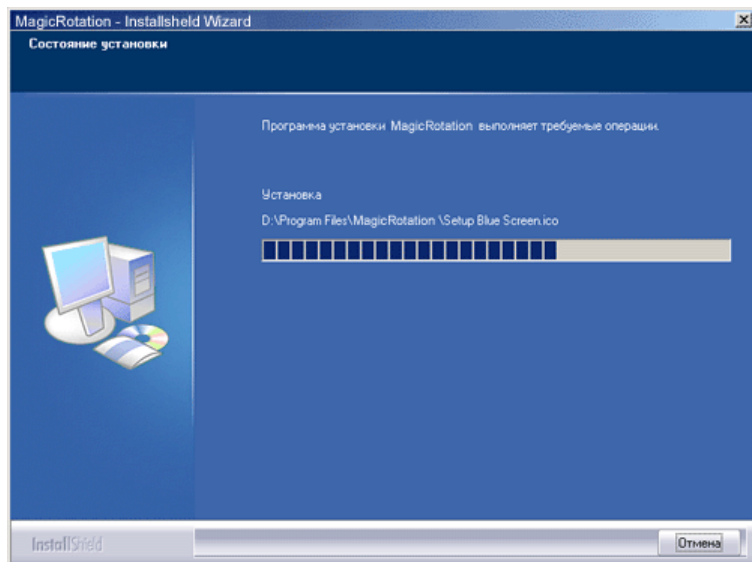 MagicRotation - Installsheld Wizard
Состояние установки
Программа установки MagicRotation выполняет требуемые операции.
Установка
D:\Program Files\MagicRotation \Setup Blue Screen.ico
InstallShield
Отмена